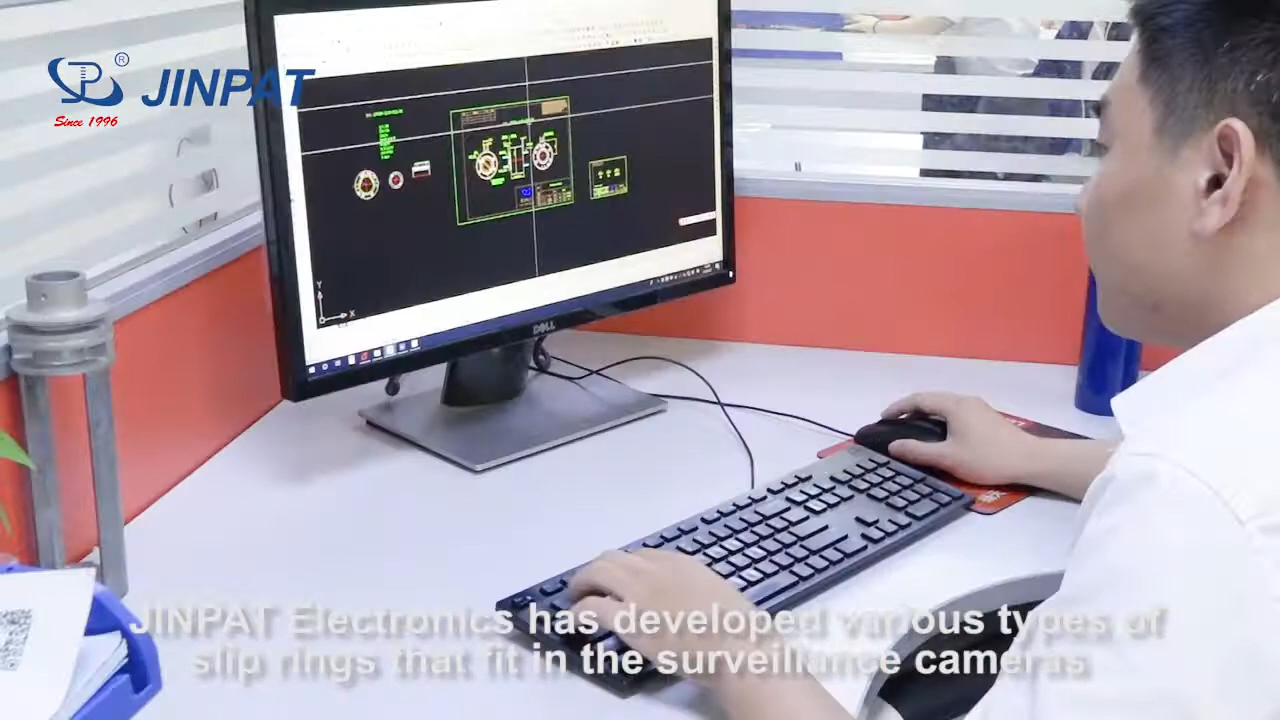 JINPAT
®
Since 1996
DELL
Y
X
JINPAT Electronics has developed various types of
slip rings that fit in the surveillance cameras